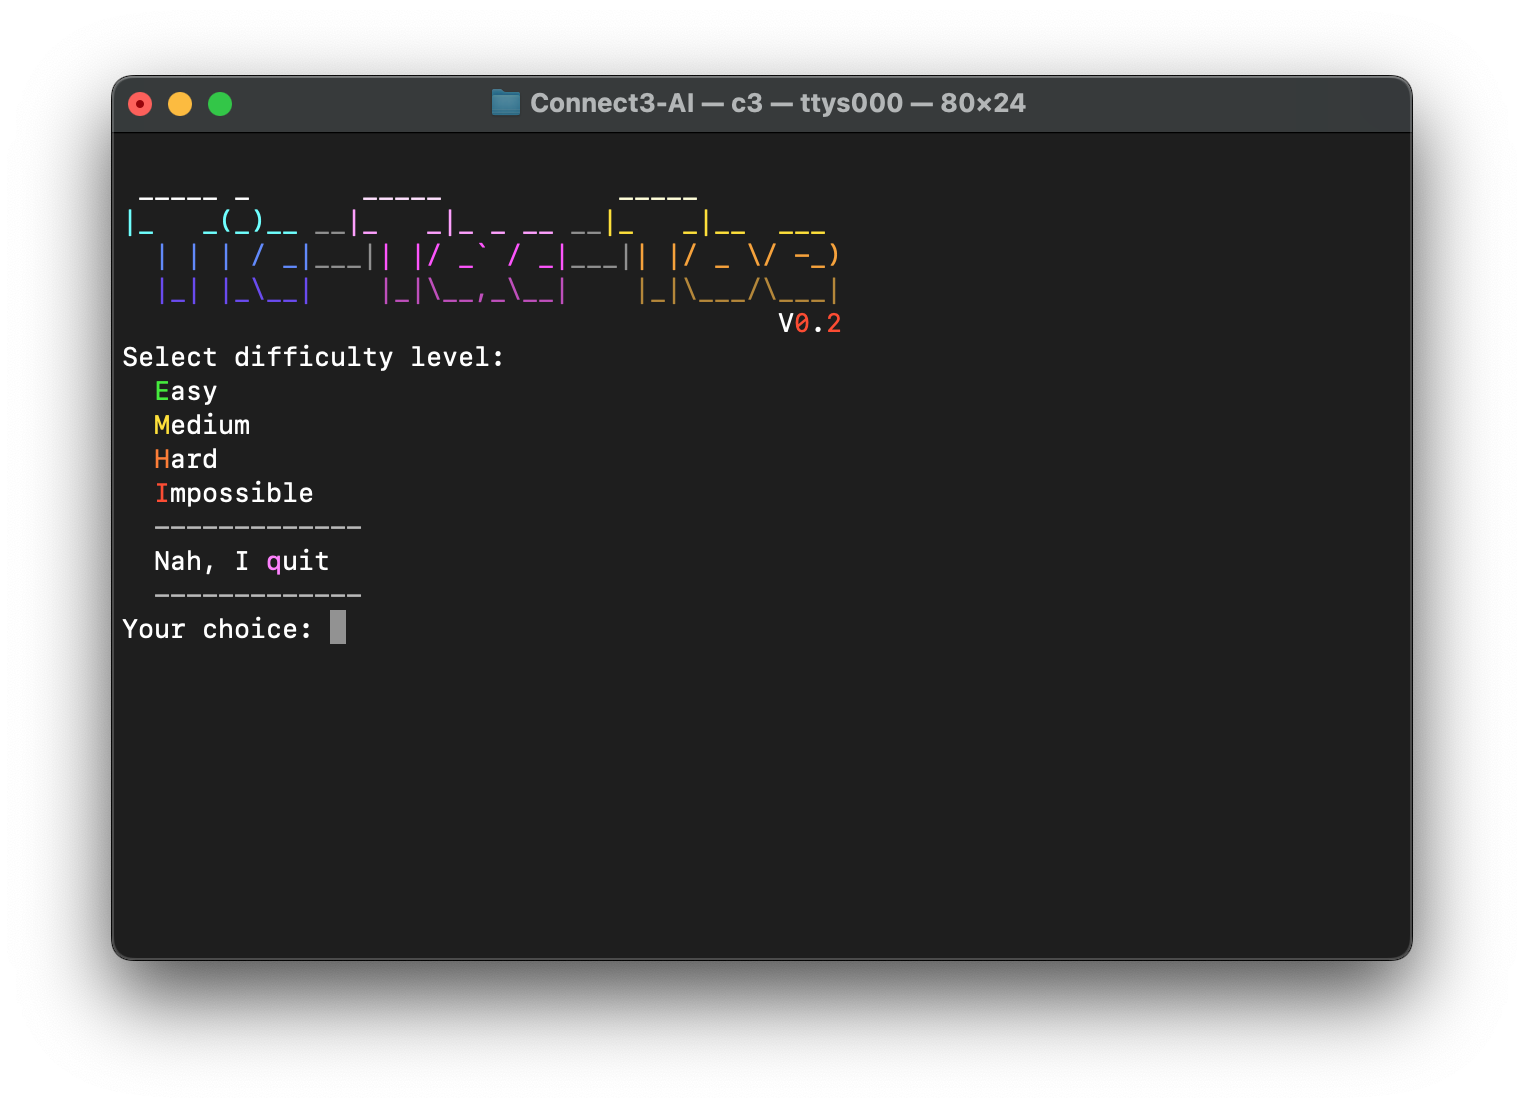 Connect3-AI — c3 — ttys000 — 80×24
 _____ _       _____           _____
|_   _(_)__ __|_   _|_ _ __ __|_   _|__  ___
  | | | / _|___|| |/ _` / _|___|| |/ _ \/ -_)
  |_| |_\__|    |_|\__,_\__|    |_|\___/\___|
V0.2
Select difficulty level:
Easy
Medium
Hard
Impossible
-------------
Nah, I quit
-------------
Your choice: